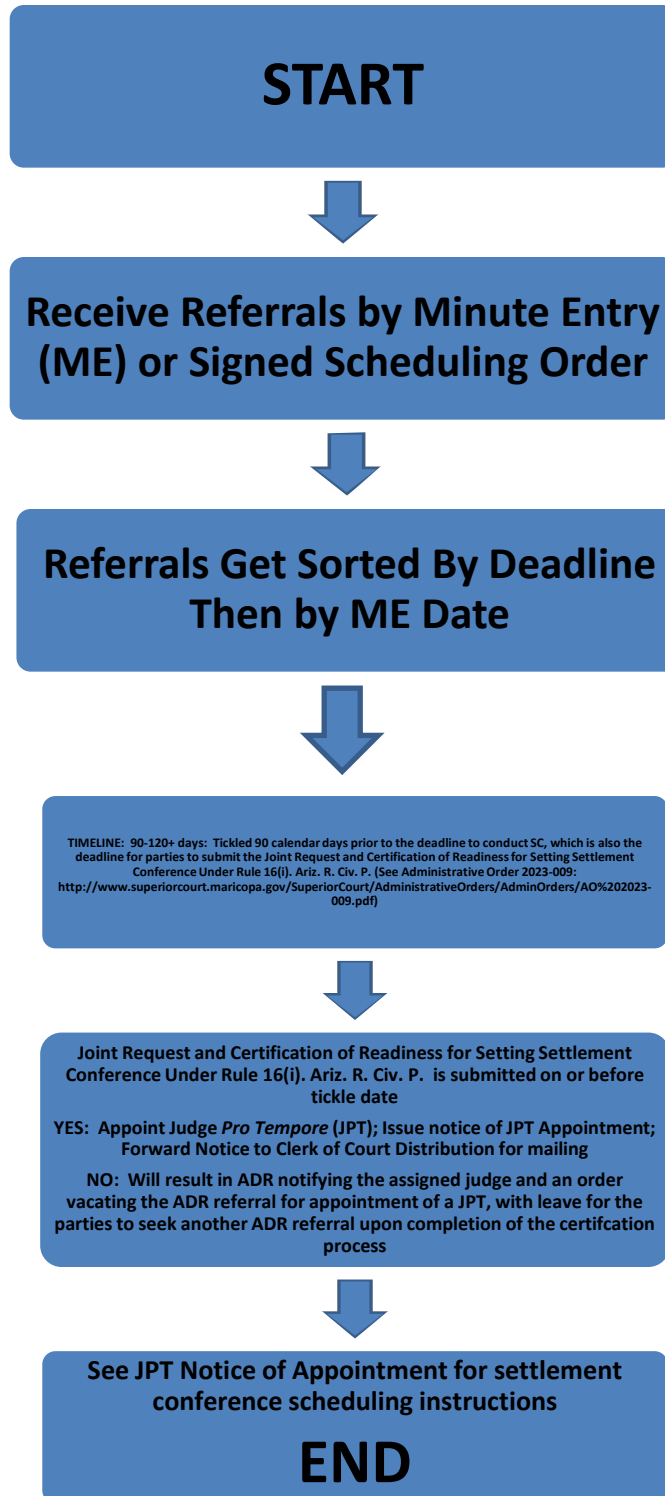 START
Receive Referrals by Minute Entry
(ME) or Signed Scheduling Order
Referrals Get Sorted By Deadline
Then by ME Date
TIMELINE: 90-120+ days: Tickled 90 calendar days prior to the deadline to conduct SC, which is also the
deadline for parties to submit the Joint Request and Certification of Readiness for Setting Settlement
Conference Under Rule 16(i). Ariz. R. Civ. P. (See Administrative Order 2023-009:
http://www.superiorcourt.maricopa.gov/SuperiorCourt/AdministrativeOrders/AdminOrders/AO%202023-
009.pdf)
Joint Request and Certification of Readiness for Setting Settlement
Conference Under Rule 16(i). Ariz. R. Civ. P. is submitted on or before
tickle date
YES: Appoint Judge Pro Tempore (JPT); Issue notice of JPT Appointment;
Forward Notice to Clerk of Court Distribution for mailing
NO: Will result in ADR notifying the assigned judge and an order
vacating the ADR referral for appointment of a JPT, with leave for the
parties to seek another ADR referral upon completion of the certifcation
process
See JPT Notice of Appointment for settlement
conference scheduling instructions
END